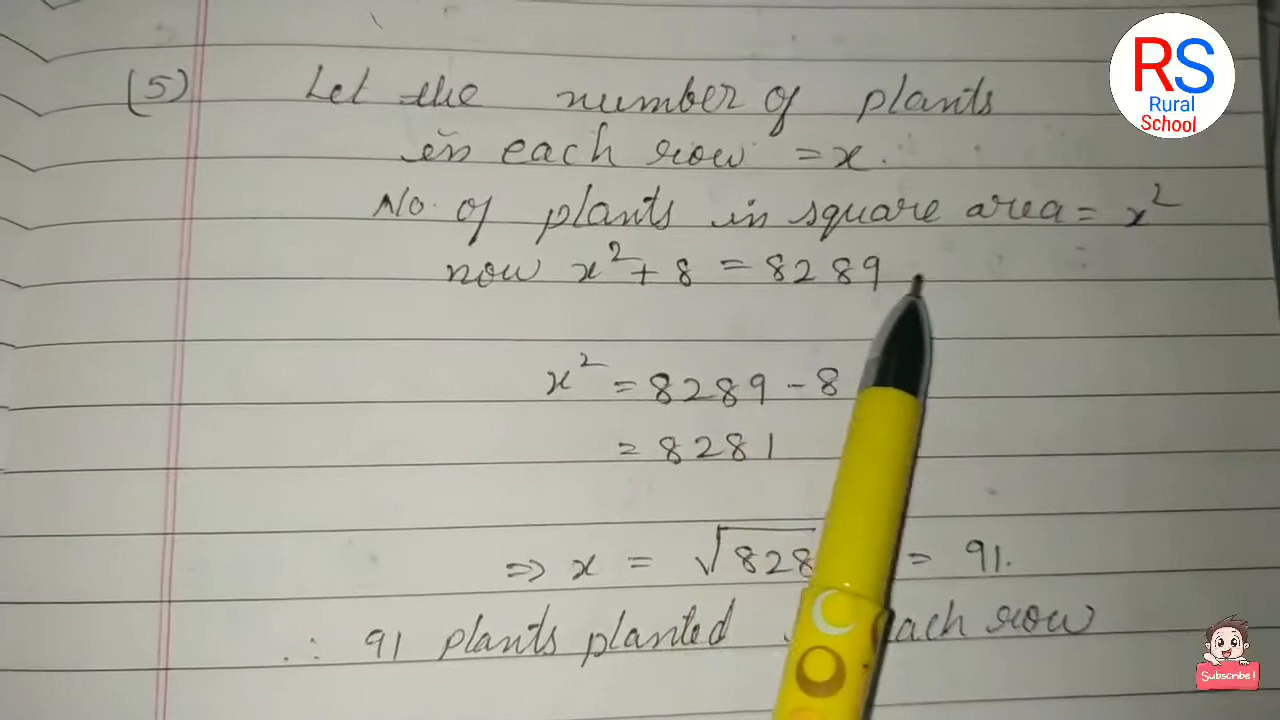 RS
Rural
School
(5) Let the number of plants
in each row = x.
No. of plants in square area = x²
now x² + 8 = 8289
x² = 8289 - 8
= 8281
⇒ x = √828 = 91.
∴ 91 plants planted row
Subscribe!